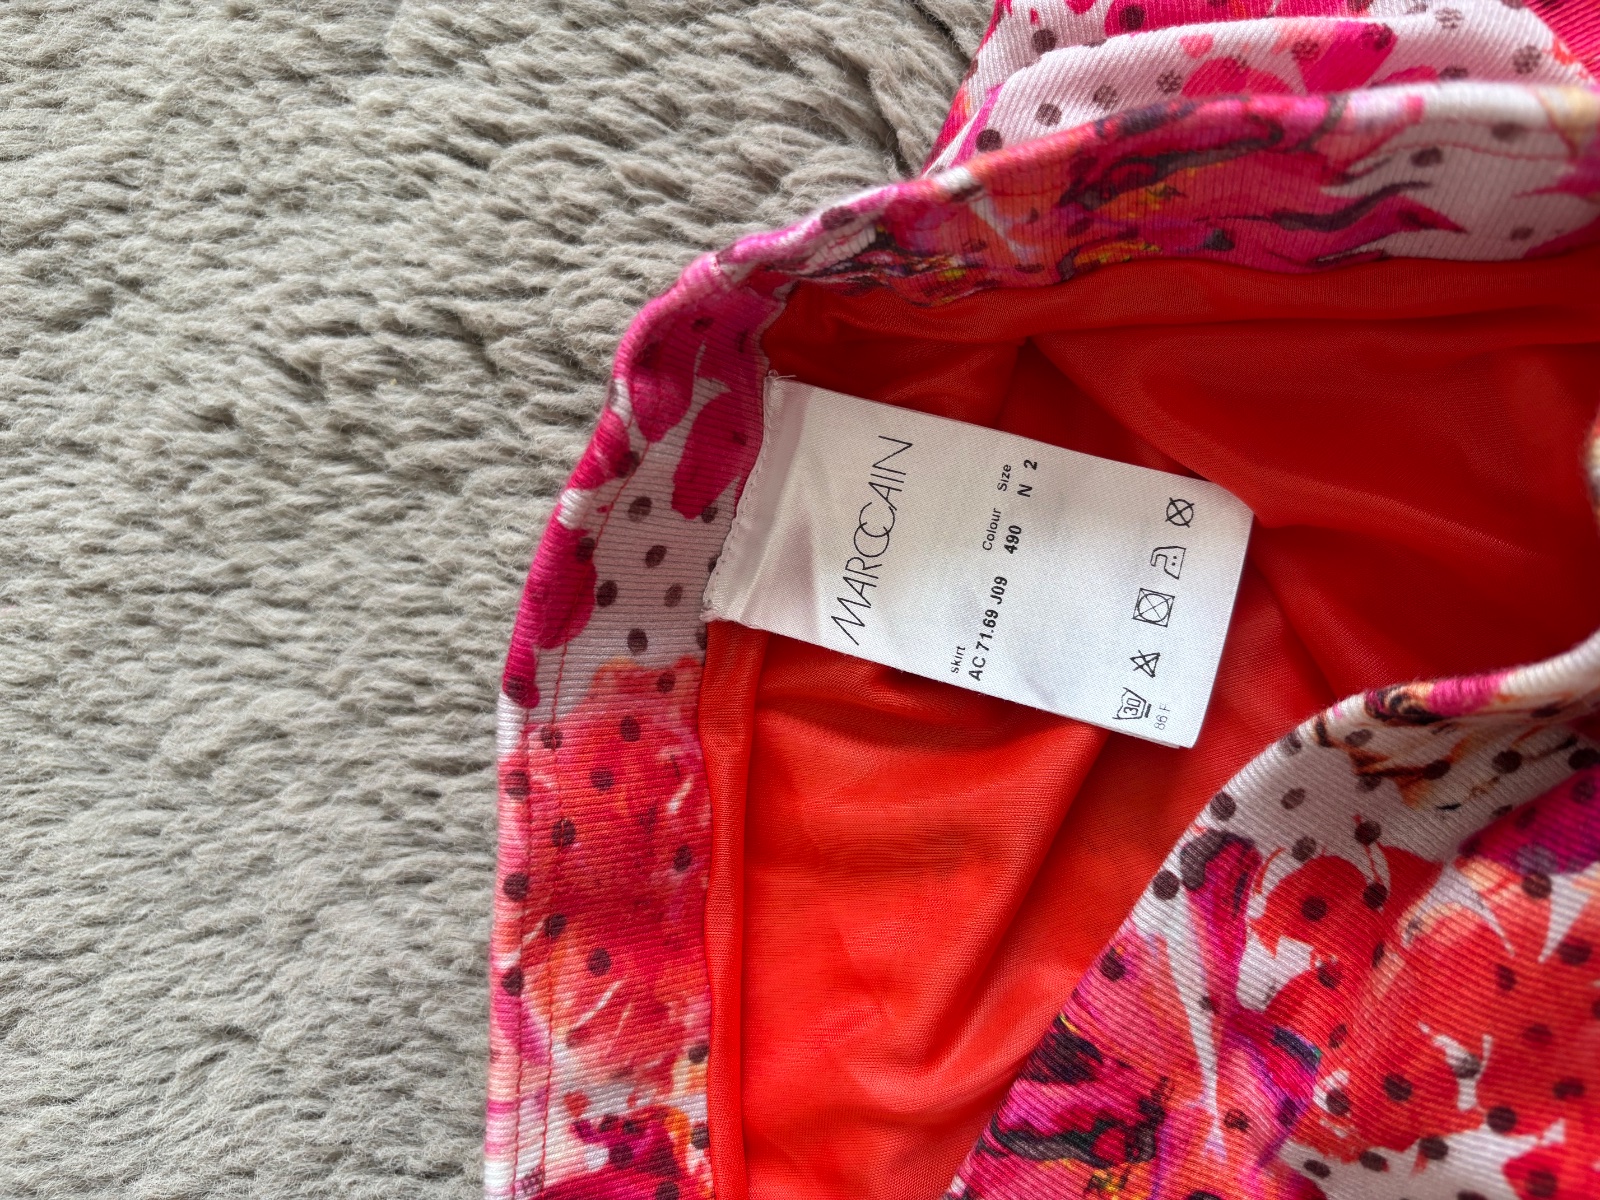 MARCCAIN
skirt Colour Size
AC 71.69 J09 490 N 2
30
86 F